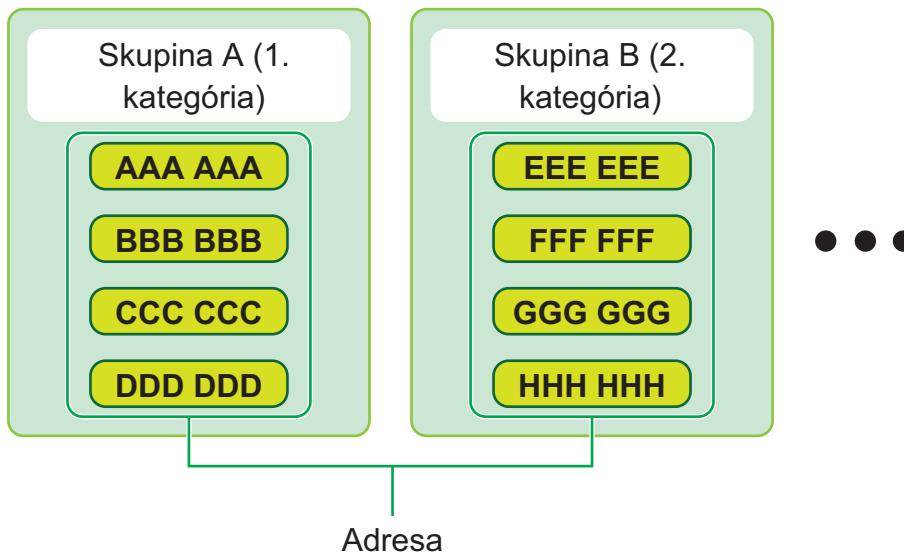 Skupina A (1.
kategória)
AAA AAA
BBB BBB
CCC CCC
DDD DDD
Skupina B (2.
kategória)
EEE EEE
FFF FFF
GGG GGG
HHH HHH
Adresa